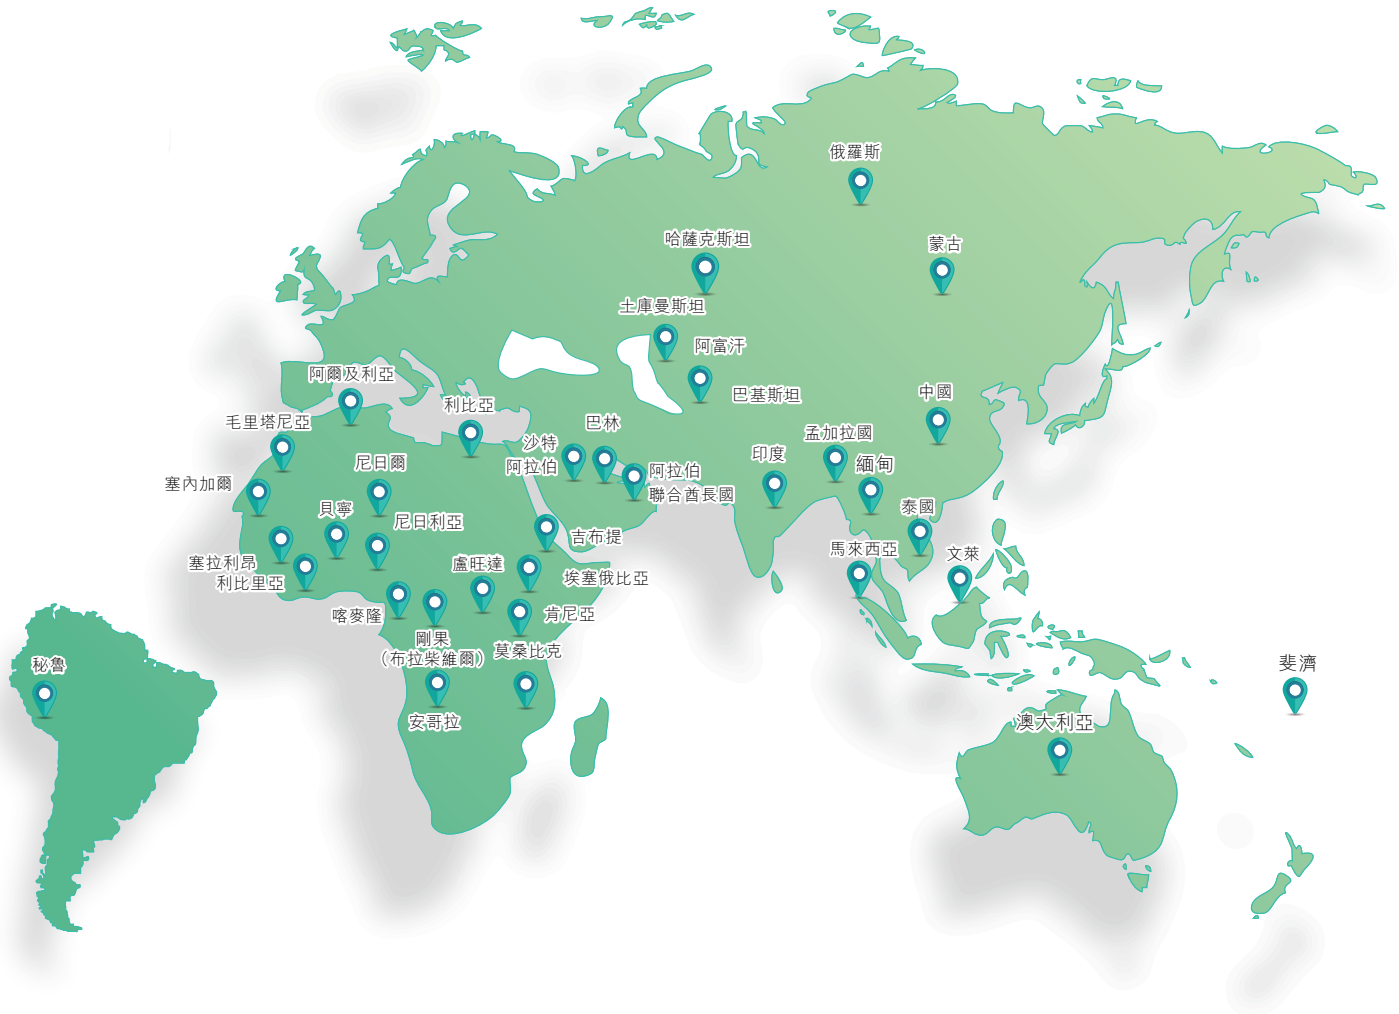 俄羅斯
哈薩克斯坦
蒙古
土庫曼斯坦
阿富汗
阿爾及利亞
巴基斯坦
中國
利比亞
毛里塔尼亞
巴林
孟加拉國
沙特
阿拉伯
印度
尼日爾
緬甸
阿拉伯
聯合酋長國
塞內加爾
貝寧
泰國
尼日利亞
吉布提
馬來西亞
文萊
塞拉利昂
盧旺達
利比里亞
埃塞俄比亞
喀麥隆
肯尼亞
剛果
（布拉柴維爾）
莫桑比克
秘魯
斐濟
安哥拉
澳大利亞